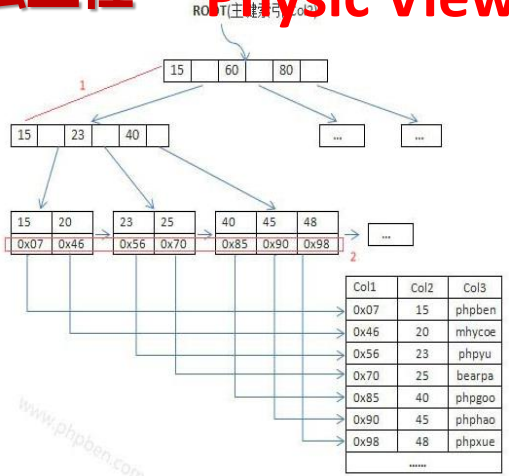 Physic View
ROOT(主键索引Col2)
15 60 80
1
15 23 40
...
...
15 20
23 25
40 45 48
0x07 0x46
0x56 0x70
0x85 0x90 0x98
...
2
Col1 Col2 Col3
0x07 15 phpben
0x46 20 mhycoe
0x56 23 phpyu
0x70 25 bearpa
0x85 40 phpgoo
0x90 45 phphao
0x98 48 phpxue
......
www.phpben.com